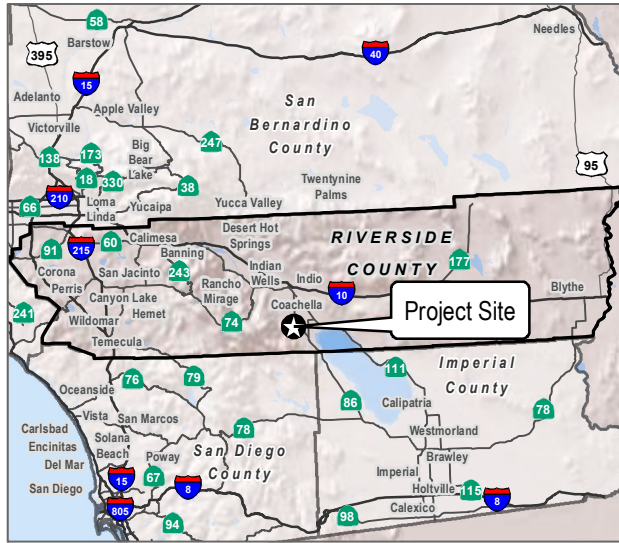 58
Barstow
Needles
395
40
15
Adelanto
Apple Valley
San
Bernardino
County
Victorville
247
Big
Bear
Lake
138
173
95
18
330
38
Twentynine
Palms
210
66
Loma
Linda
Yucaipa
Yucca Valley
Desert Hot
Springs
RIVERSIDE
COUNTY
91
215
60
Calimesa
Banning
177
Corona
San Jacinto
243
Indian
Wells
Indio
Perris
Rancho
Mirage
10
Blythe
Canyon Lake
Hemet
Coachella
Project Site
241
Wildomar
74
Temecula
Imperial
County
76
79
111
Oceanside
86
Calipatria
78
Vista
San Marcos
78
Carlsbad
Encinitas
Del Mar
San Diego
Solana
Beach
Poway
San Diego
County
Westmorland
Brawley
Imperial
15
67
8
Holtville
115
8
805
Calexico
94
98